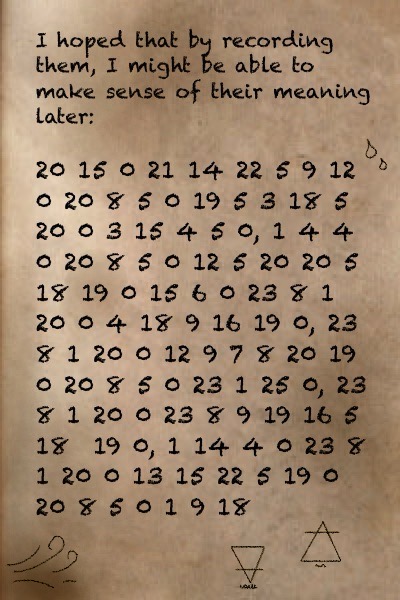 I hoped that by recording
them, I might be able to
make sense of their meaning
later:
20 15 0 21 14 22 5 9 12
0 20 8 5 0 19 5 3 18 5
20 0 3 15 4 5 0, 1 4 4
0 20 8 5 0 12 5 20 20 5
18 19 0 15 6 0 23 8 1
20 0 4 18 9 16 19 0, 23
8 1 20 0 12 9 7 8 20 19
0 20 8 5 0 23 1 25 0, 23
8 1 20 0 23 8 9 19 16 5
18 19 0, 1 14 4 0 23 8
1 20 0 13 15 22 5 19 0
20 8 5 0 1 9 18